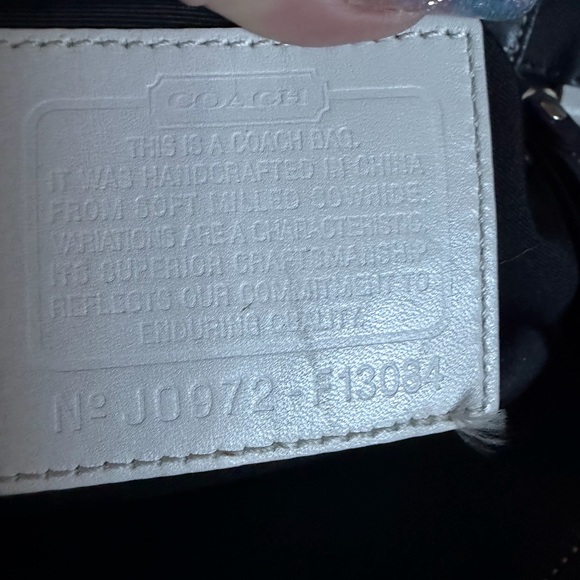 COACH
THIS IS A COACH BAG.
IT WAS HANDCRAFTED IN CHINA
FROM SOFT MILLED COWHIDE.
VARIATIONS ARE A CHARACTERISTIC.
ITS SUPERIOR CRAFTSMANSHIP
REFLECTS OUR COMMITMENT TO
ENDURING QUALITY.
Nº J0972-F13084